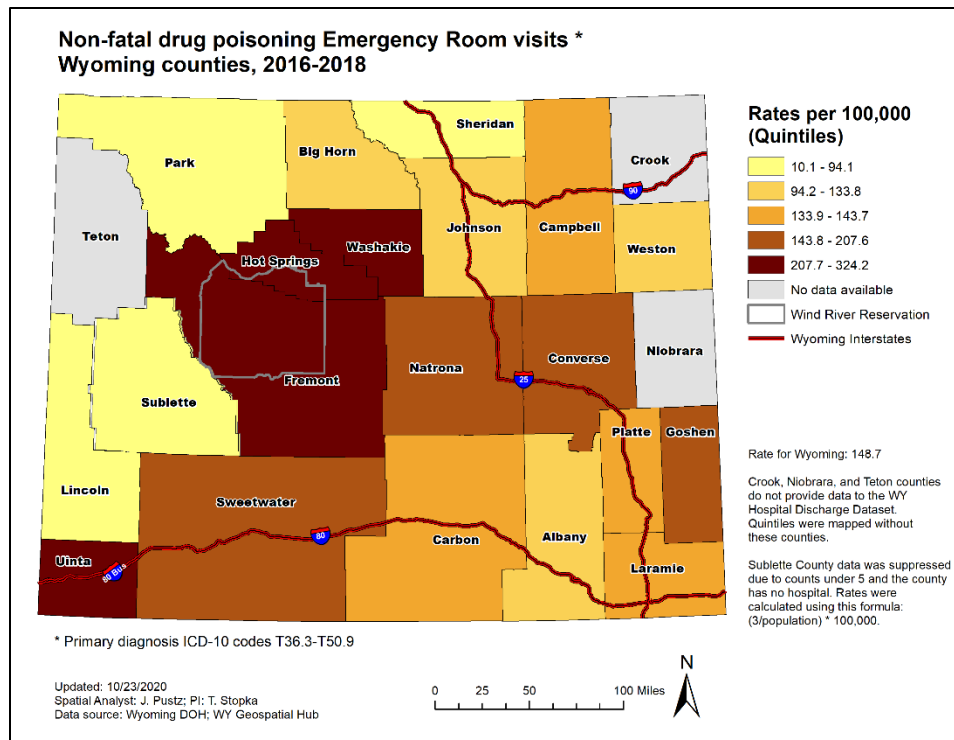 Non-fatal drug poisoning Emergency Room visits *
Wyoming counties, 2016-2018
Sheridan
Park
Big Horn
Crook
90
Teton
Washakie
Johnson
Campbell
Weston
Hot Springs
Natrona
Converse
Niobrara
Fremont
25
Sublette
Platte
Goshen
Lincoln
Sweetwater
80
Carbon
Albany
Uinta
80 Bus
Laramie
Rates per 100,000
(Quintiles)
10.1 - 94.1
94.2 - 133.8
133.9 - 143.7
143.8 - 207.6
207.7 - 324.2
No data available
Wind River Reservation
Wyoming Interstates
Rate for Wyoming: 148.7
Crook, Niobrara, and Teton counties
do not provide data to the WY
Hospital Discharge Dataset.
Quintiles were mapped without
these counties.
Sublette County data was suppressed
due to counts under 5 and the county
has no hospital. Rates were
calculated using this formula:
(3/population) * 100,000.
* Primary diagnosis ICD-10 codes T36.3-T50.9
Updated: 10/23/2020
Spatial Analyst: J. Pustz; PI: T. Stopka
Data source: Wyoming DOH; WY Geospatial Hub
0 25 50 100 Miles
N